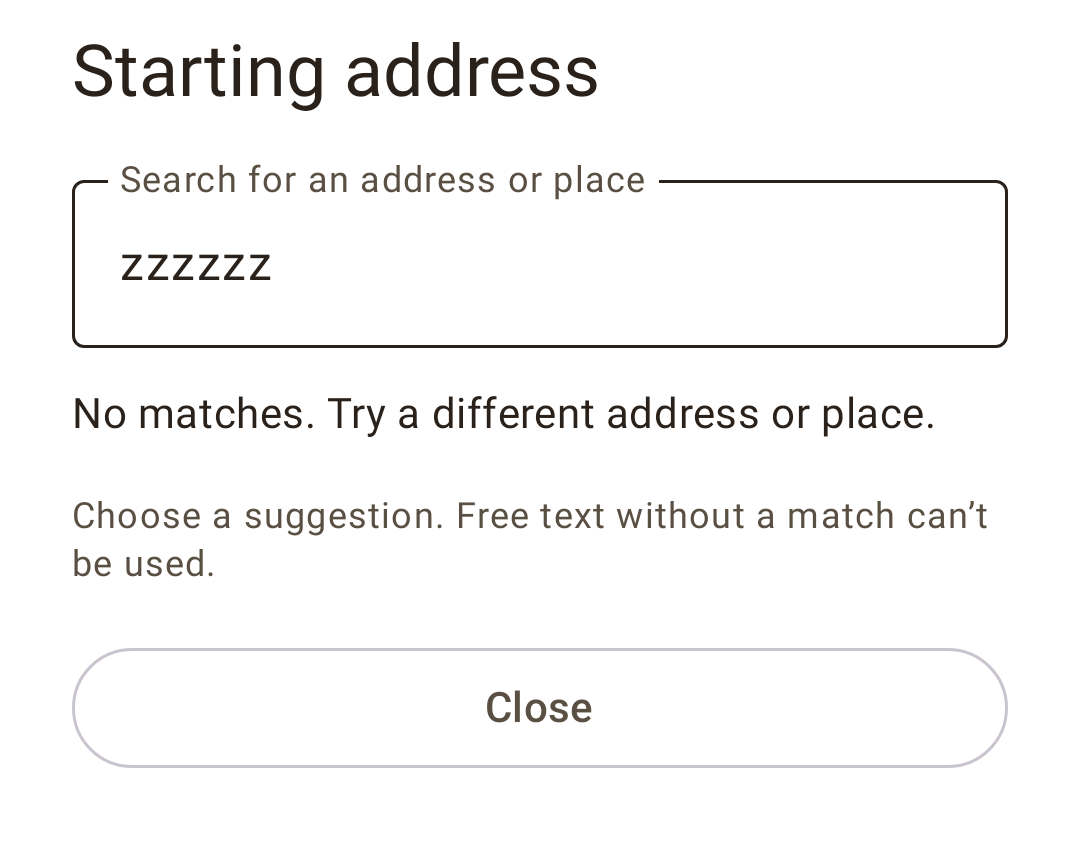 Starting address
Search for an address or place
zzzzzz
No matches. Try a different address or place.
Choose a suggestion. Free text without a match can’t
be used.
Close